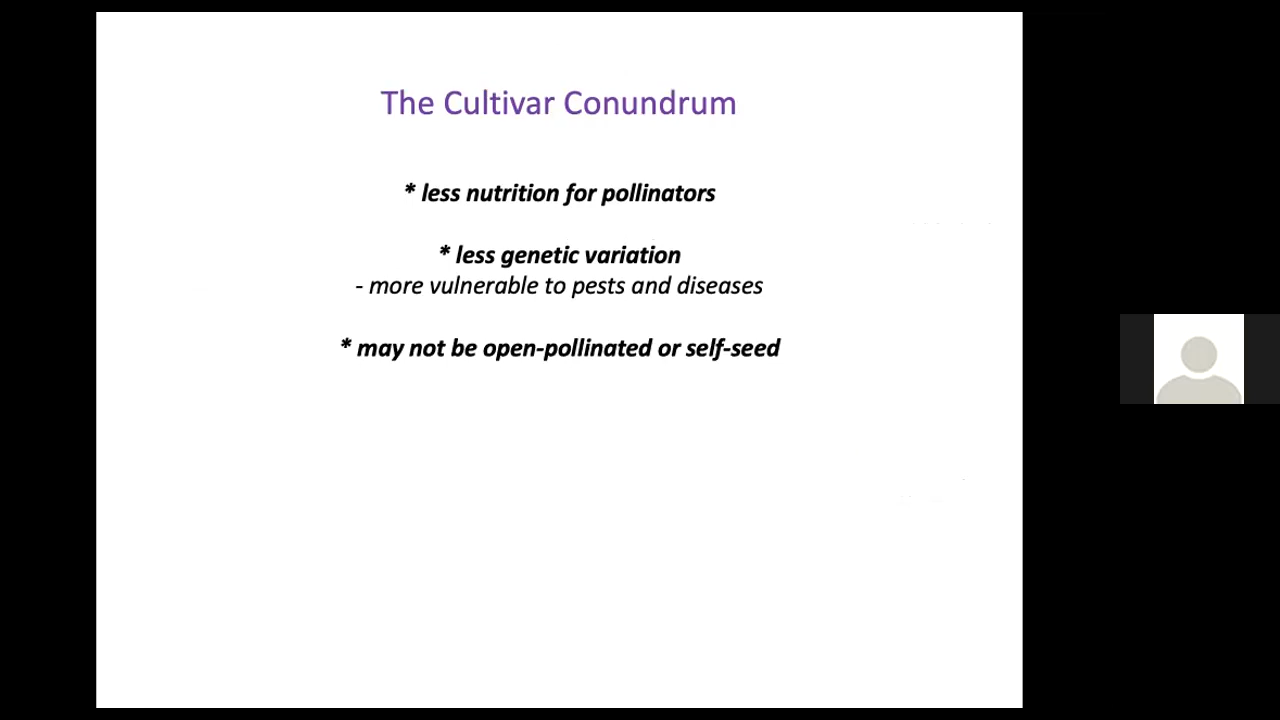 The Cultivar Conundrum
* less nutrition for pollinators
* less genetic variation
- more vulnerable to pests and diseases
* may not be open-pollinated or self-seed